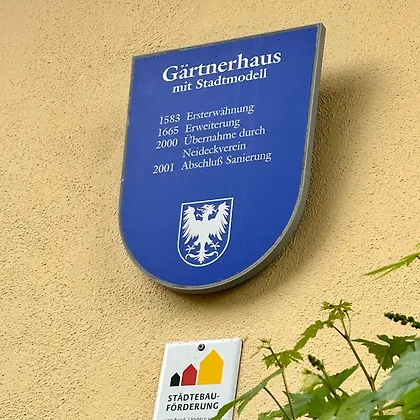 Gärtnerhaus
mit Stadtmodell
1583 Ersterwähnung
1665 Erweiterung
2000 Übernahme durch
Neideckverein
2001 Abschluß Sanierung
STÄDTEBAU-
FÖRDERUNG